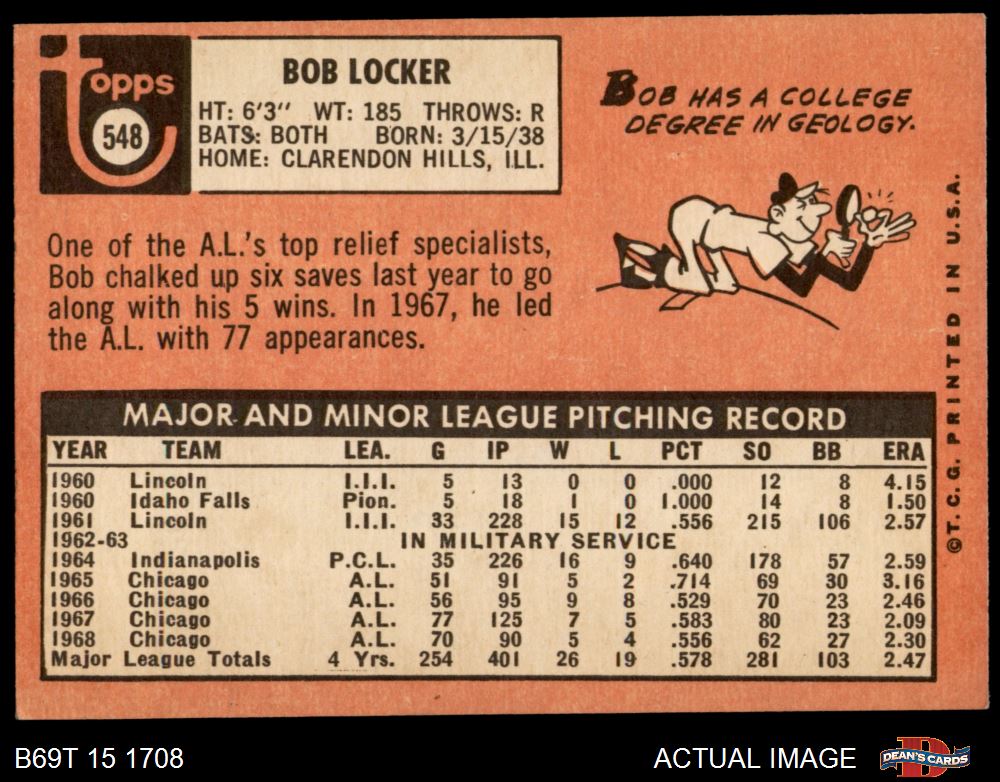 Topps
548
BOB LOCKER
HT: 6'3" WT: 185 THROWS: R
BATS: BOTH BORN: 3/15/38
HOME: CLARENDON HILLS, ILL.
BOB HAS A COLLEGE
DEGREE IN GEOLOGY.
One of the A.L.'s top relief specialists,
Bob chalked up six saves last year to go
along with his 5 wins. In 1967, he led
the A.L. with 77 appearances.
MAJOR AND MINOR LEAGUE PITCHING RECORD
YEAR TEAM LEA. G IP W L PCT SO BB ERA
1960 Lincoln I.I.I. 5 13 0 0 .000 12 8 4.15
1960 Idaho Falls Pion. 5 18 1 0 1.000 14 8 1.50
1961 Lincoln I.I.I. 33 228 15 12 .556 215 106 2.57
1962-63 IN MILITARY SERVICE
1964 Indianapolis P.C.L. 35 226 16 9 .640 178 57 2.59
1965 Chicago A.L. 51 91 5 2 .714 69 30 3.16
1966 Chicago A.L. 56 95 9 8 .529 70 23 2.46
1967 Chicago A.L. 77 125 7 5 .583 80 23 2.09
1968 Chicago A.L. 70 90 5 4 .556 62 27 2.30
Major League Totals 4 Yrs. 254 401 26 19 .578 281 103 2.47
©T.C.G. PRINTED IN U.S.A.
B69T 15 1708
ACTUAL IMAGE
DEAN'S CARDS